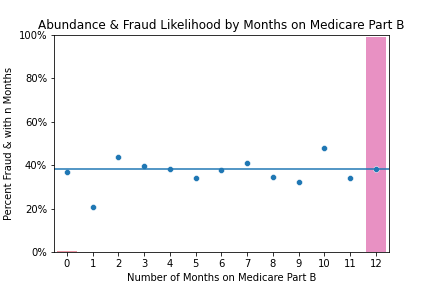 Abundance & Fraud Likelihood by Months on Medicare Part B
Percent Fraud & with n Months
100%
80%
60%
40%
20%
0%
0 1 2 3 4 5 6 7 8 9 10 11 12
Number of Months on Medicare Part B